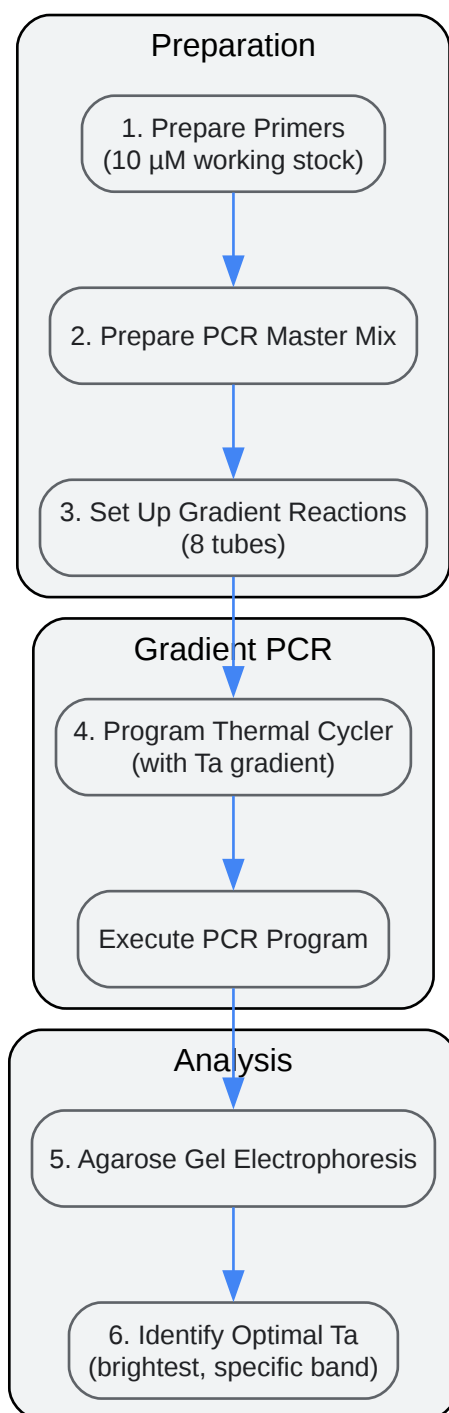 Preparation
1. Prepare Primers
(10 µM working stock)
2. Prepare PCR Master Mix
3. Set Up Gradient Reactions
(8 tubes)
Gradient PCR
4. Program Thermal Cycler
(with Ta gradient)
Execute PCR Program
Analysis
5. Agarose Gel Electrophoresis
6. Identify Optimal Ta
(brightest, specific band)